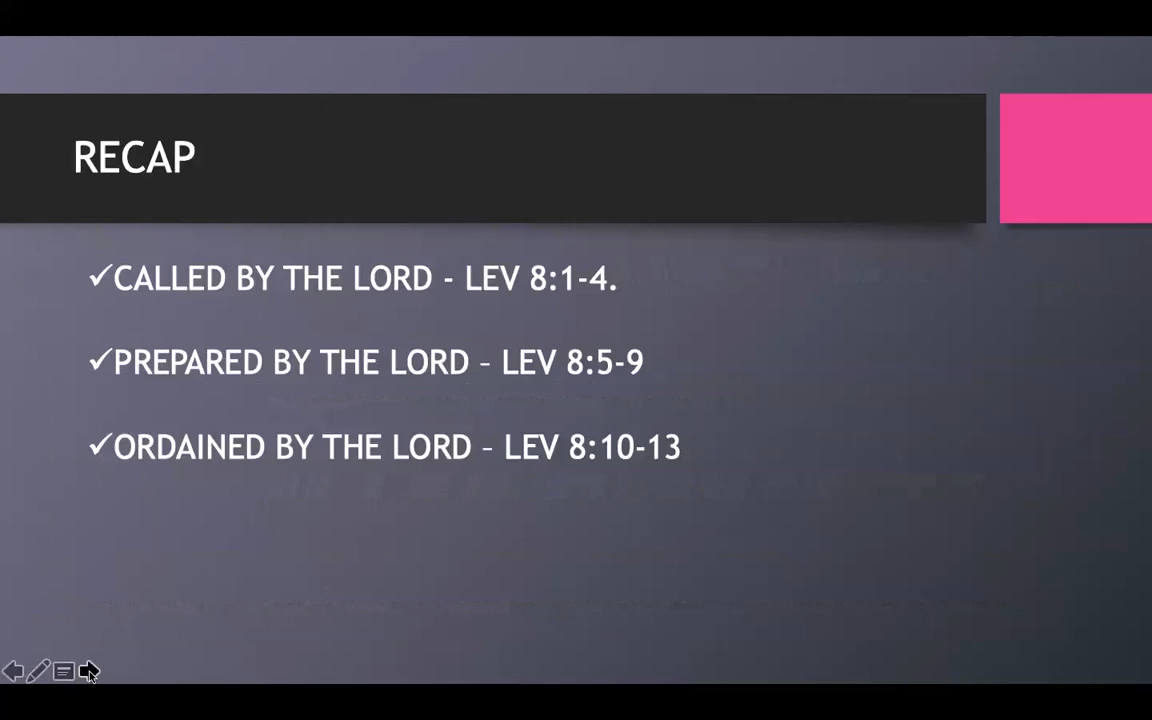 RECAP
✓CALLED BY THE LORD - LEV 8:1-4.
✓PREPARED BY THE LORD – LEV 8:5-9
✓ORDAINED BY THE LORD – LEV 8:10-13